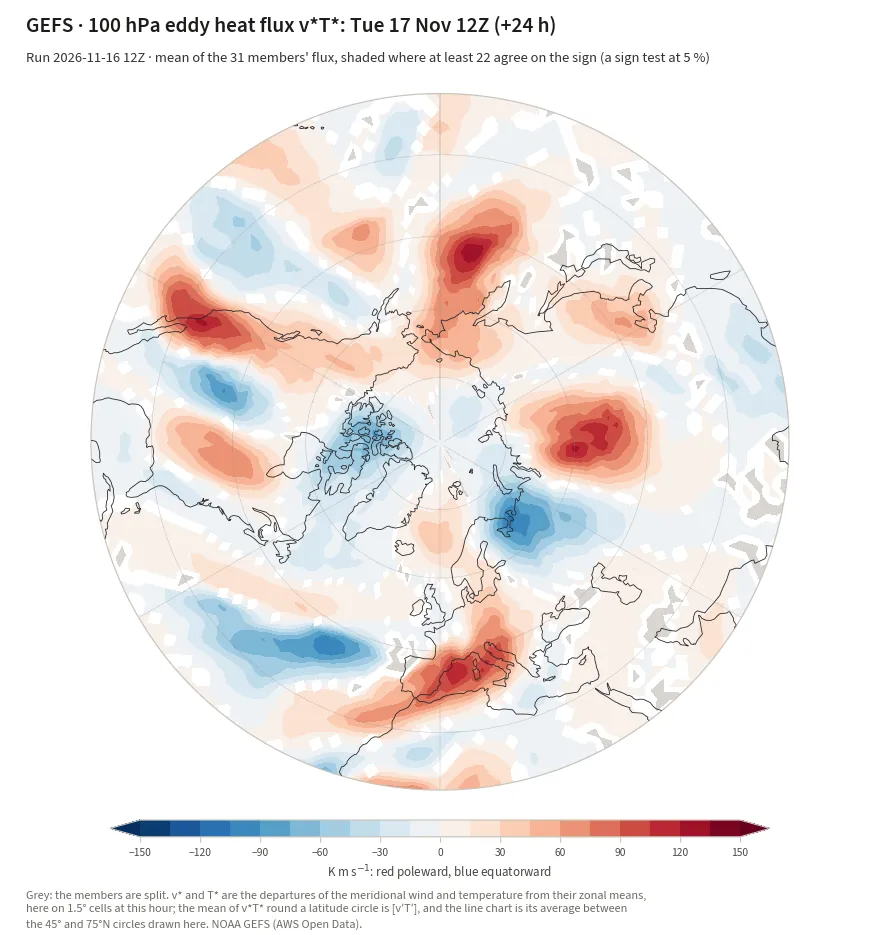 GEFS · 100 hPa eddy heat flux v*T*: Tue 17 Nov 12Z (+24 h)
Run 2026-11-16 12Z · mean of the 31 members' flux, shaded where at least 22 agree on the sign (a sign test at 5 %)
−150 −120 −90 −60 −30 0 30 60 90 120 150
K m s⁻¹: red poleward, blue equatorward
Grey: the members are split. v* and T* are the departures of the meridional wind and temperature from their zonal means,
here on 1.5° cells at this hour; the mean of v*T* round a latitude circle is [v'T'], and the line chart is its average between
the 45° and 75°N circles drawn here. NOAA GEFS (AWS Open Data).